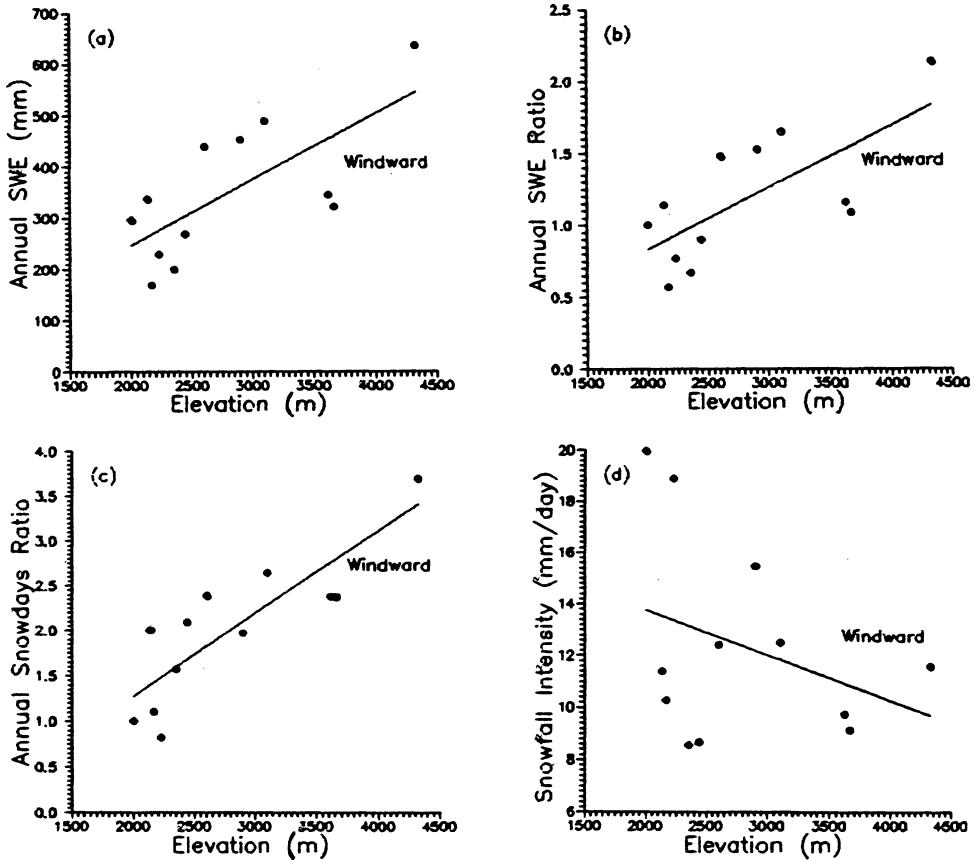 (a)
Annual SWE (mm)
700
600
500
400
300
200
100
0
Windward
1500 2000 2500 3000 3500 4000 4500
Elevation (m)
(b)
Annual SWE Ratio
2.5
2.0
1.5
1.0
0.5
0.0
Windward
1500 2000 2500 3000 3500 4000 4500
Elevation (m)
(c)
Annual Snowdays Ratio
4.0
3.5
3.0
2.5
2.0
1.5
1.0
0.5
0.0
Windward
1500 2000 2500 3000 3500 4000 4500
Elevation (m)
(d)
Snowfall Intensity (mm/day)
20
18
16
14
12
10
8
6
Windward
1500 2000 2500 3000 3500 4000 4500
Elevation (m)